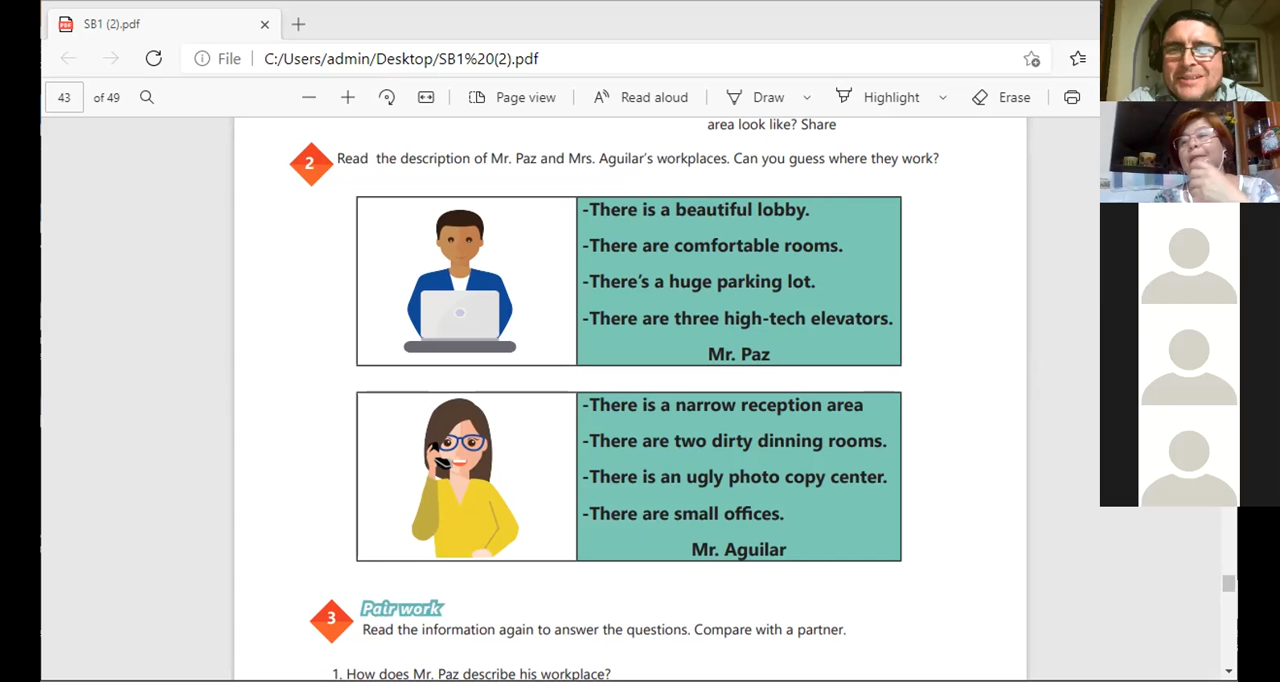 SB1 (2).pdf
File
C:/Users/admin/Desktop/SB1%20(2).pdf
43 of 49
Page view
Read aloud
Draw
Highlight
Erase
area look like? Share
2 Read the description of Mr. Paz and Mrs. Aguilar's workplaces. Can you guess where they work?
-There is a beautiful lobby.
-There are comfortable rooms.
-There's a huge parking lot.
-There are three high-tech elevators.
Mr. Paz
-There is a narrow reception area
-There are two dirty dinning rooms.
-There is an ugly photo copy center.
-There are small offices.
Mr. Aguilar
3 Pair work
Read the information again to answer the questions. Compare with a partner.
1. How does Mr. Paz describe his workplace?